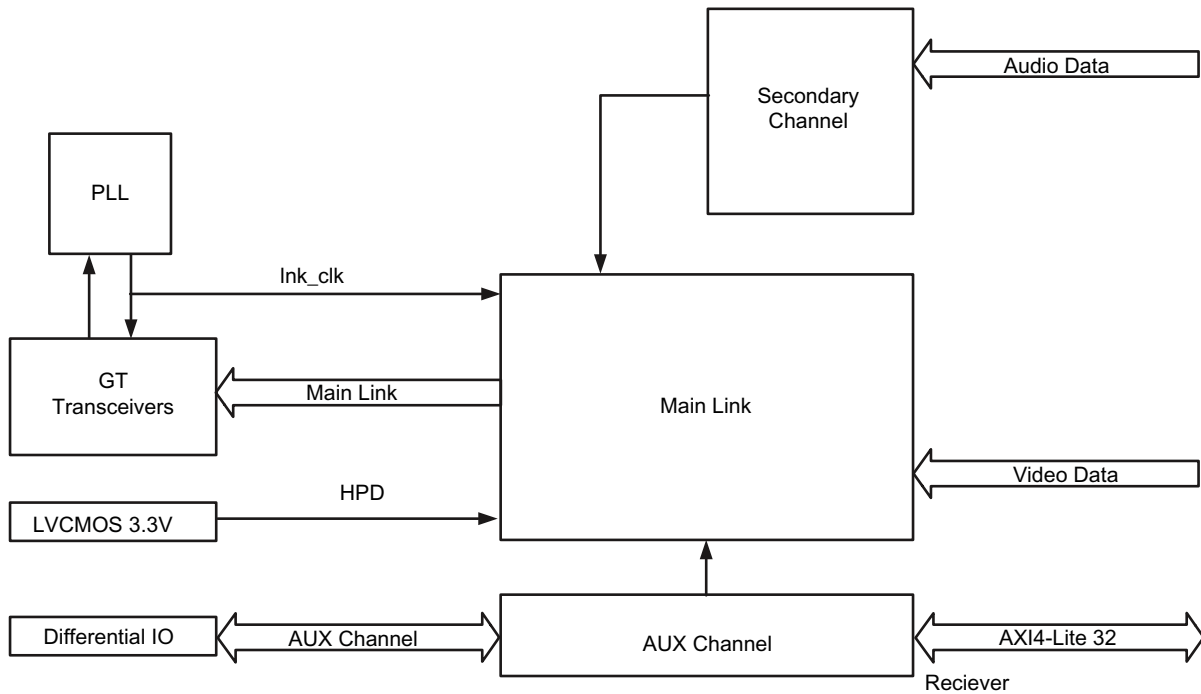 Audio Data
Secondary
Channel
PLL
lnk_clk
GT
Transceivers
Main Link
Main Link
Video Data
HPD
LVCMOS 3.3V
Differential IO
AUX Channel
AUX Channel
AXI4-Lite 32
Reciever